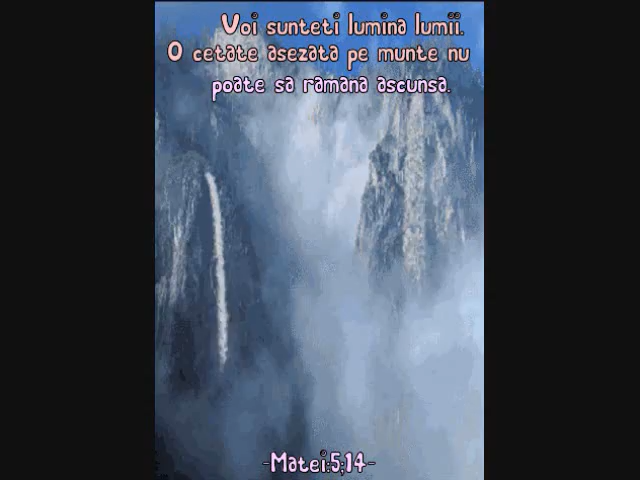 Voi sunteti lumina lumii.
O cetate asezata pe munte nu
poate sa ramana ascunsa.
-Matei:5;14-